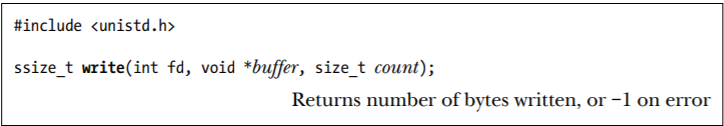 #include <unistd.h>
ssize_t write(int fd, void *buffer, size_t count);
Returns number of bytes written, or –1 on error